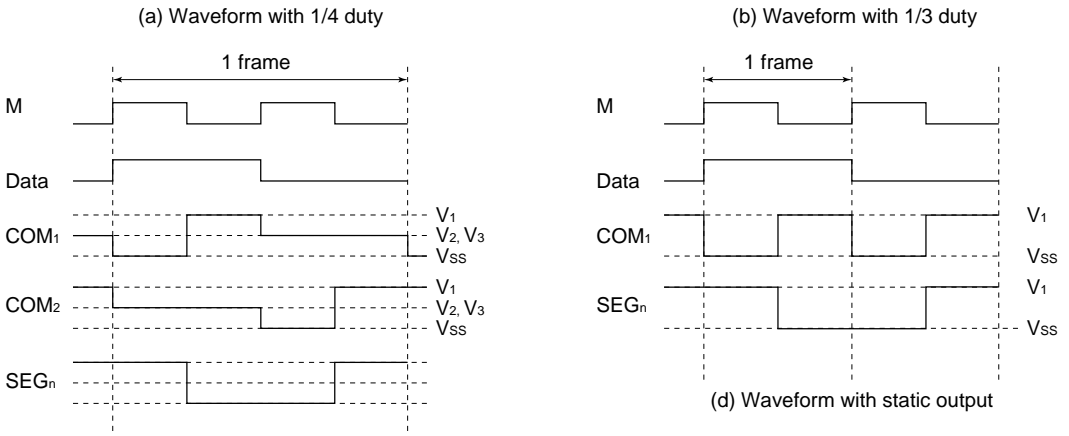 (a) Waveform with 1/4 duty
1 frame
M
Data
COM1
V1
V2, V3
VSS
COM2
V1
V2, V3
VSS
SEGn
(b) Waveform with 1/3 duty
1 frame
M
Data
COM1
V1
VSS
SEGn
V1
VSS
(d) Waveform with static output